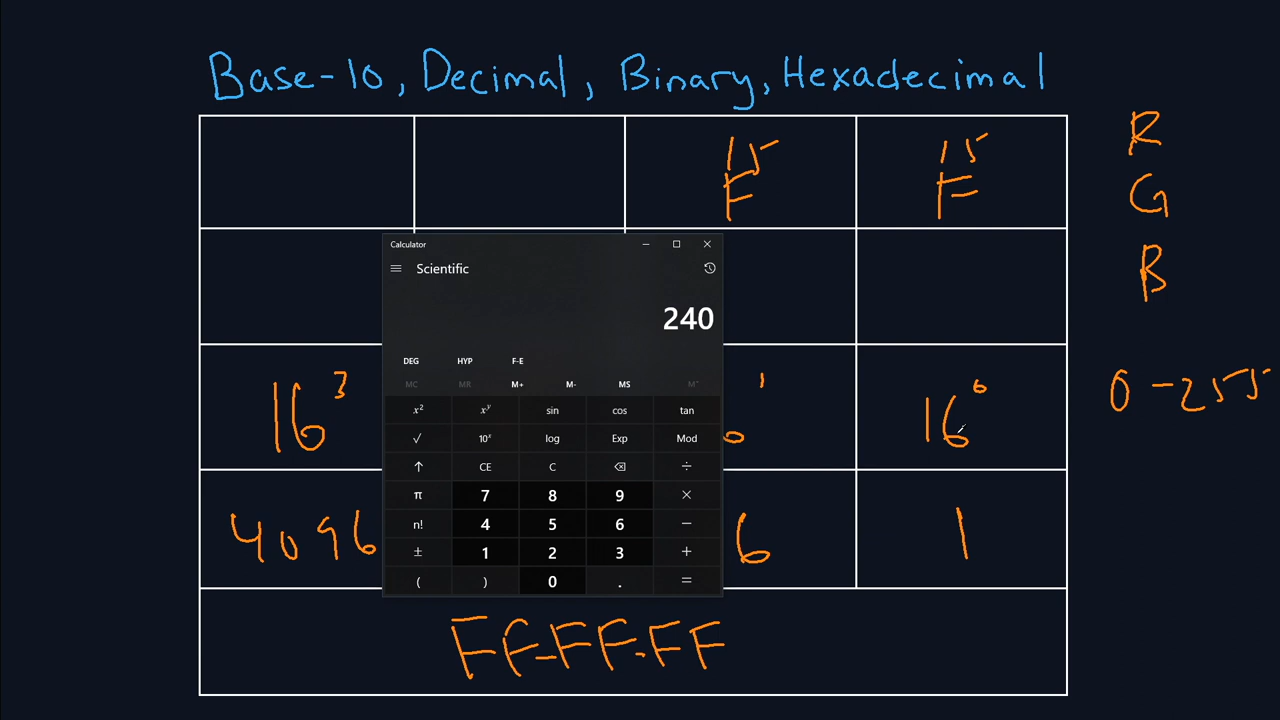 Base-10, Decimal, Binary, Hexadecimal
15 15
F F
R
G
B
0-255
Calculator
Scientific
240
DEG HYP F-E
MC MR M+ M- MS M˅
x² xʸ sin cos tan
√ 10ˣ log Exp Mod
↑ CE C ⌫ ÷
π 7 8 9 ×
n! 4 5 6 −
± 1 2 3 +
( ) 0 . =
16³ 6¹ 16⁰
4096 6 1
FF-FF-FF